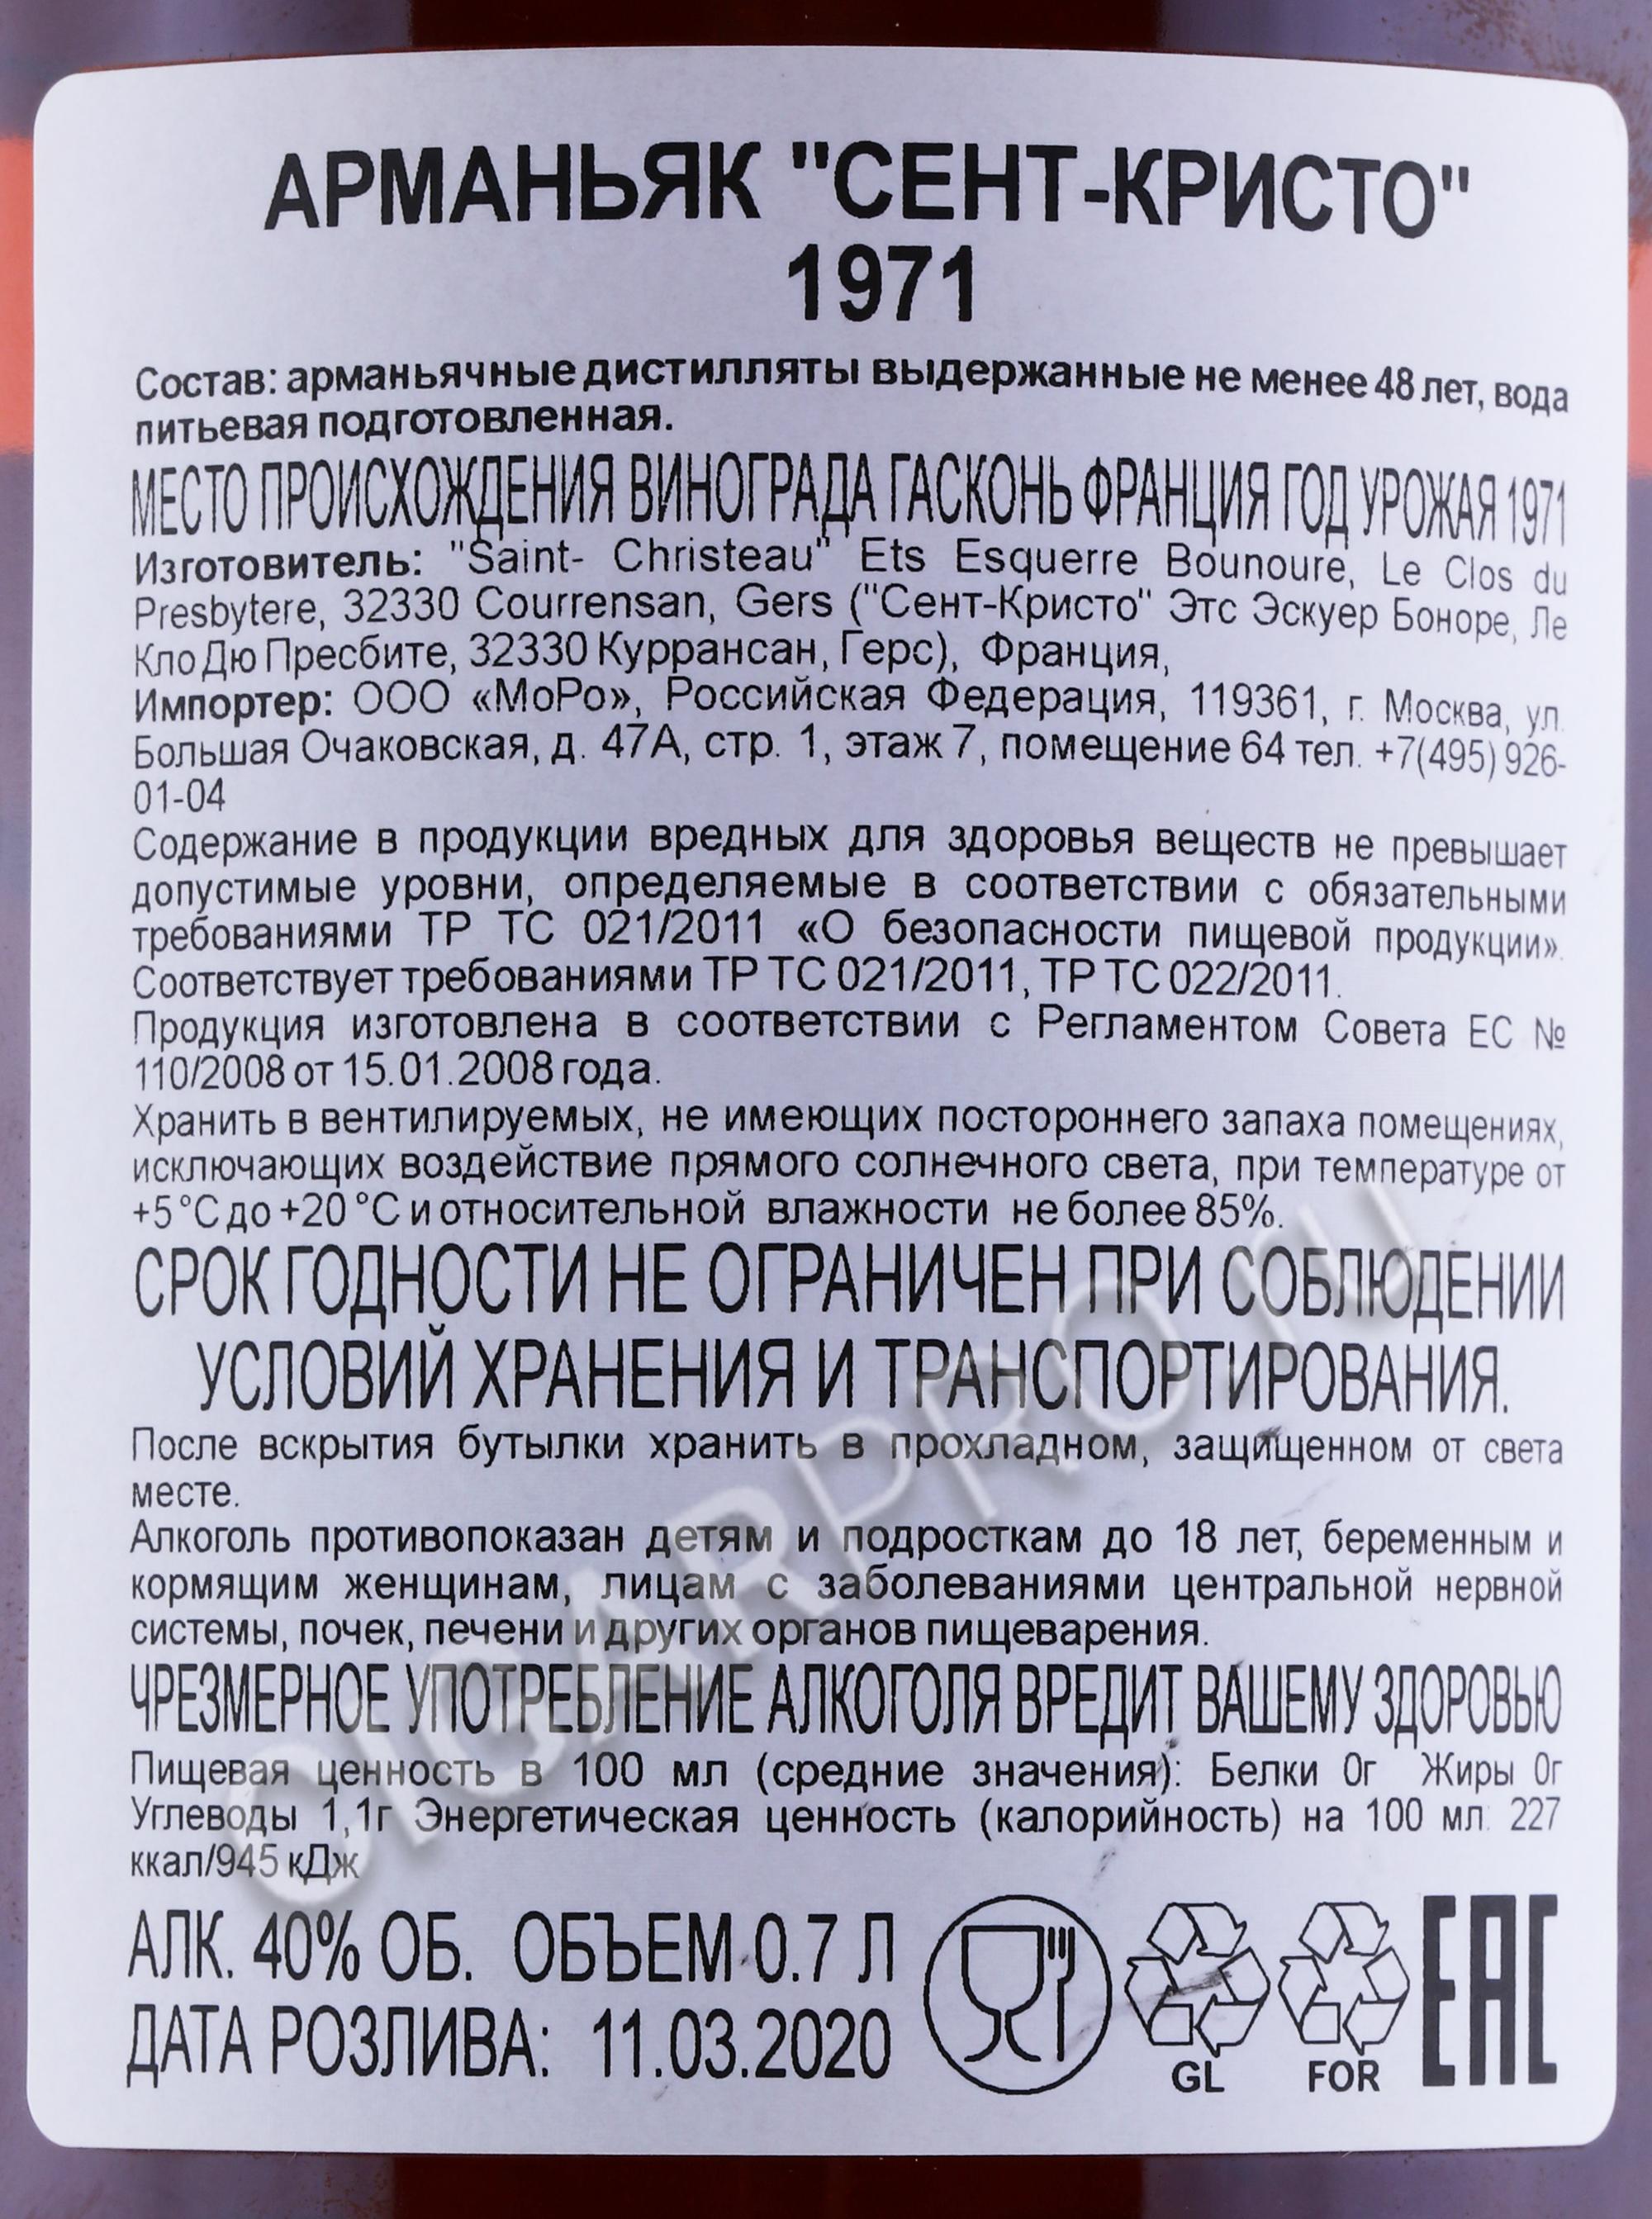 АРМАНЬЯК "СЕНТ-КРИСТО"
1971
Состав: арманьячные дистилляты выдержанные не менее 48 лет, вода
питьевая подготовленная.
МЕСТО ПРОИСХОЖДЕНИЯ ВИНОГРАДА ГАСКОНЬ ФРАНЦИЯ ГОД УРОЖАЯ 1971
Изготовитель: "Saint- Christeau" Ets Esquerre Bounoure, Le Clos du
Presbytere, 32330 Courrensan, Gers ("Сент-Кристо" Этс Эскуер Боноре, Ле
Кло Дю Пресбите, 32330 Куррансан, Герс), Франция,
Импортер: ООО «МоРо», Российская Федерация, 119361, г. Москва, ул.
Большая Очаковская, д. 47А, стр. 1, этаж 7, помещение 64 тел. +7(495) 926-
01-04
Содержание в продукции вредных для здоровья веществ не превышает
допустимые уровни, определяемые в соответствии с обязательными
требованиями ТР ТС 021/2011 «О безопасности пищевой продукции».
Соответствует требованиями ТР ТС 021/2011, ТР ТС 022/2011.
Продукция изготовлена в соответствии с Регламентом Совета ЕС №
110/2008 от 15.01.2008 года.
Хранить в вентилируемых, не имеющих постороннего запаха помещениях,
исключающих воздействие прямого солнечного света, при температуре от
+5°С до +20 °С и относительной влажности не более 85%.
СРОК ГОДНОСТИ НЕ ОГРАНИЧЕН ПРИ СОБЛЮДЕНИИ
УСЛОВИЙ ХРАНЕНИЯ И ТРАНСПОРТИРОВАНИЯ.
После вскрытия бутылки хранить в прохладном, защищенном от света
месте.
Алкоголь противопоказан детям и подросткам до 18 лет, беременным и
кормящим женщинам, лицам с заболеваниями центральной нервной
системы, почек, печени и других органов пищеварения.
ЧРЕЗМЕРНОЕ УПОТРЕБЛЕНИЕ АЛКОГОЛЯ ВРЕДИТ ВАШЕМУ ЗДОРОВЬЮ
Пищевая ценность в 100 мл (средние значения): Белки 0г Жиры 0г
Углеводы 1,1г Энергетическая ценность (калорийность) на 100 мл. 227
ккал/945 кДж
АЛК. 40% ОБ. ОБЪЕМ 0.7 Л
ДАТА РОЗЛИВА: 11.03.2020
GL
FOR
EAC
CIGARPRO.ru